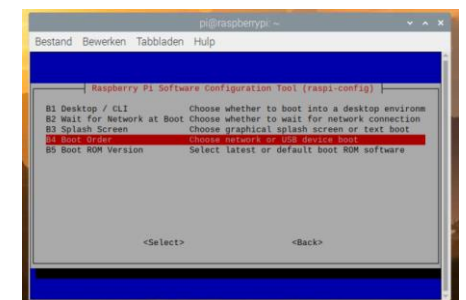 pi@raspberrypi: ~
Bestand Bewerken Tabbladen Hulp
Raspberry Pi Software Configuration Tool (raspi-config)
B1 Desktop / CLI Choose whether to boot into a desktop environm
B2 Wait for Network at Boot Choose whether to wait for network connection
B3 Splash Screen Choose graphical splash screen or text boot
B4 Boot Order Choose network or USB device boot
B5 Boot ROM Version Select latest or default boot ROM software
<Select> <Back>